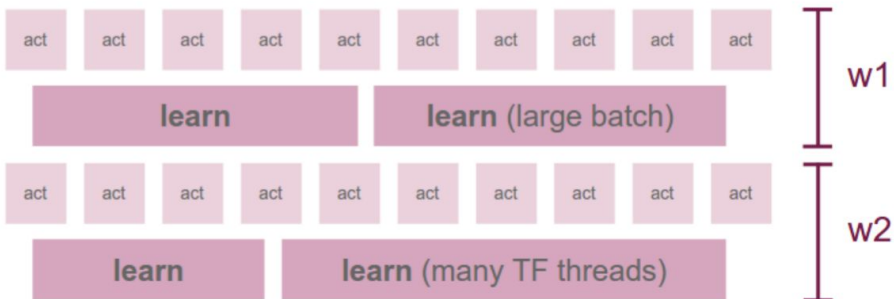 act act act act act act act act act act
w1
learn learn (large batch)
act act act act act act act act act act
w2
learn learn (many TF threads)